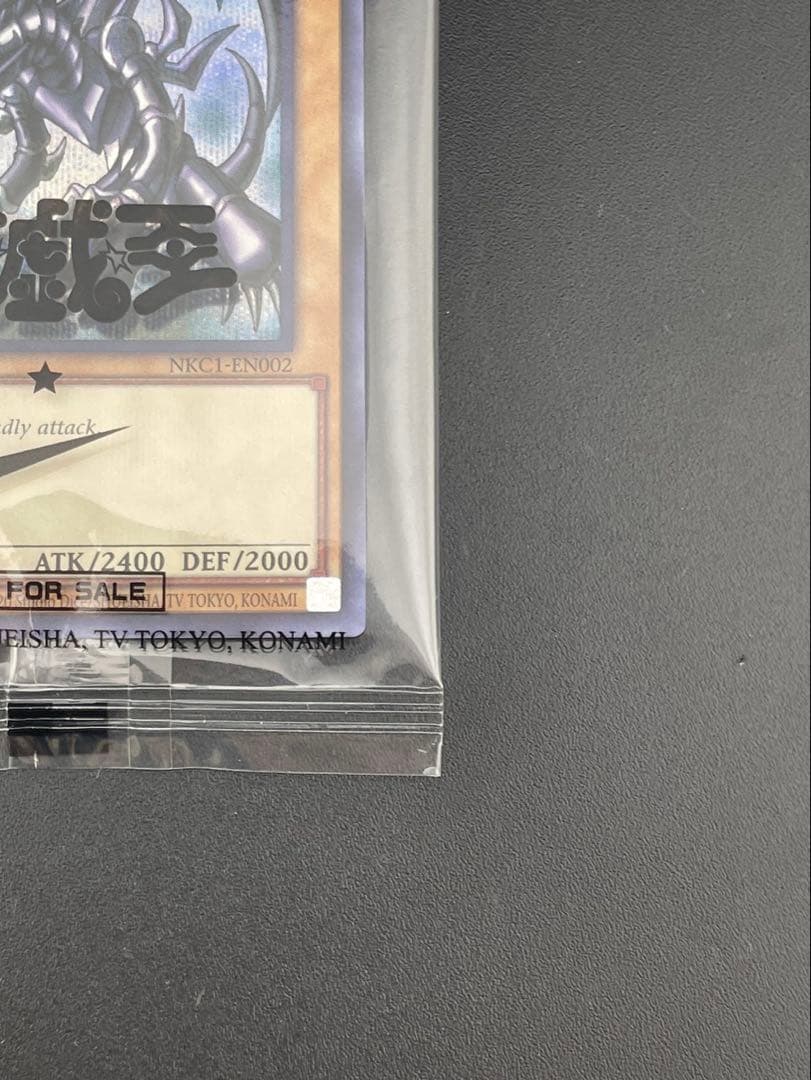 戯☆王
NKC1-EN002
dly attack.
ATK/2400 DEF/2000
FOR SALE
TV TOKYO, KONAMI
EISHA, TV TOKYO, KONAMI